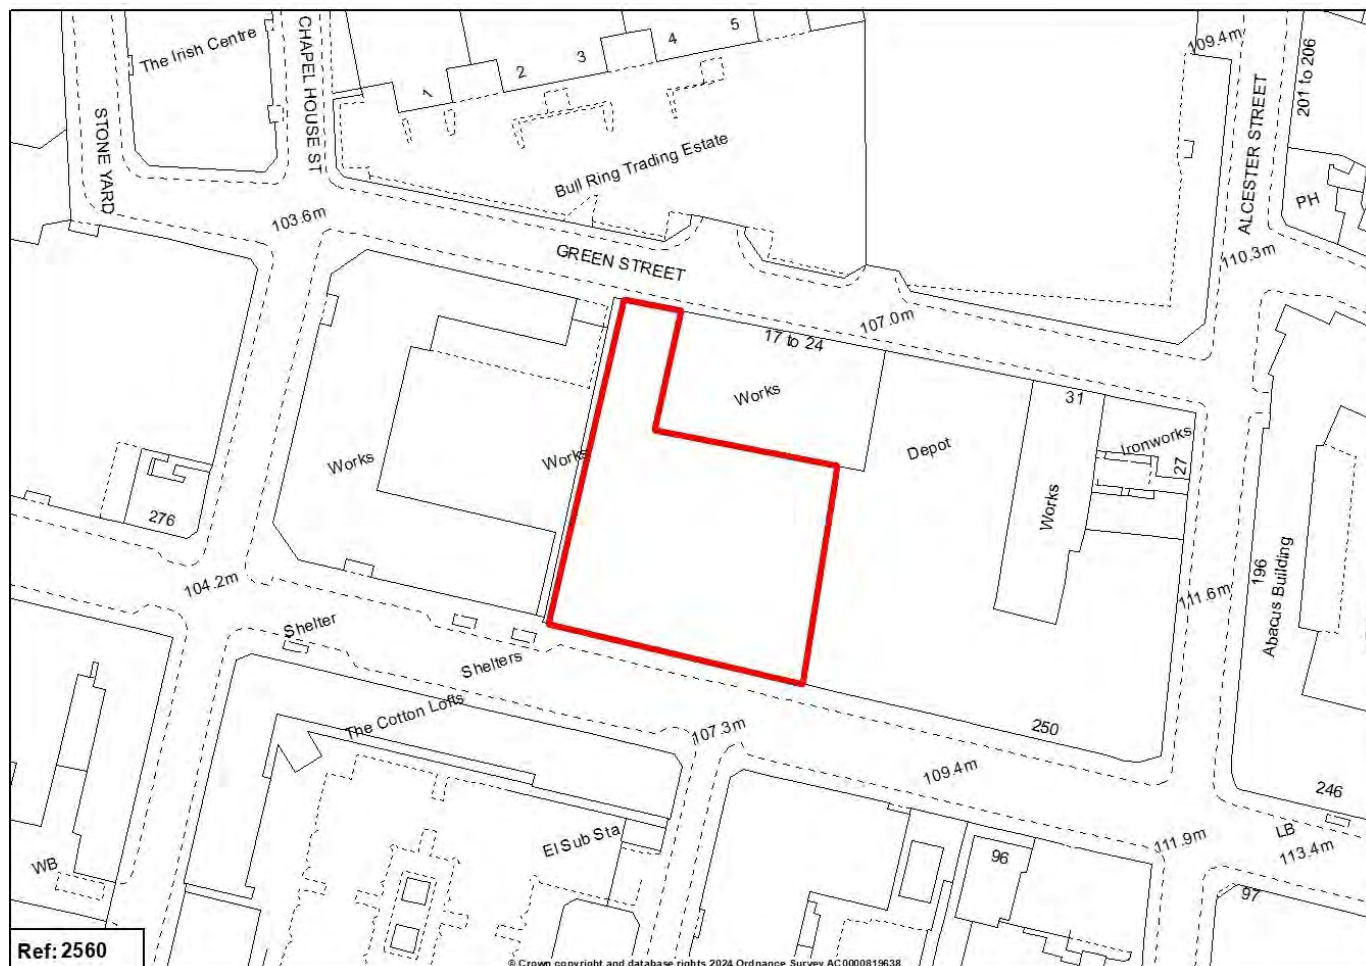 The Irish Centre
CHAPEL HOUSE ST
STONE YARD
1
2
3
4
5
Bull Ring Trading Estate
109.4m
201 to 206
ALCESTER STREET
PH
103.6m
GREEN STREET
110.3m
107.0m
17 to 24
Works
31
Ironworks
27
Depot
Works
Works
Works
276
196
Abacus Building
111.6m
104.2m
Shelter
Shelters
The Cotton Lofts
107.3m
250
109.4m
246
LB
111.9m
113.4m
El Sub Sta
96
97
WB
Ref: 2560
© Crown copyright and database rights 2024 Ordnance Survey AC0000819638